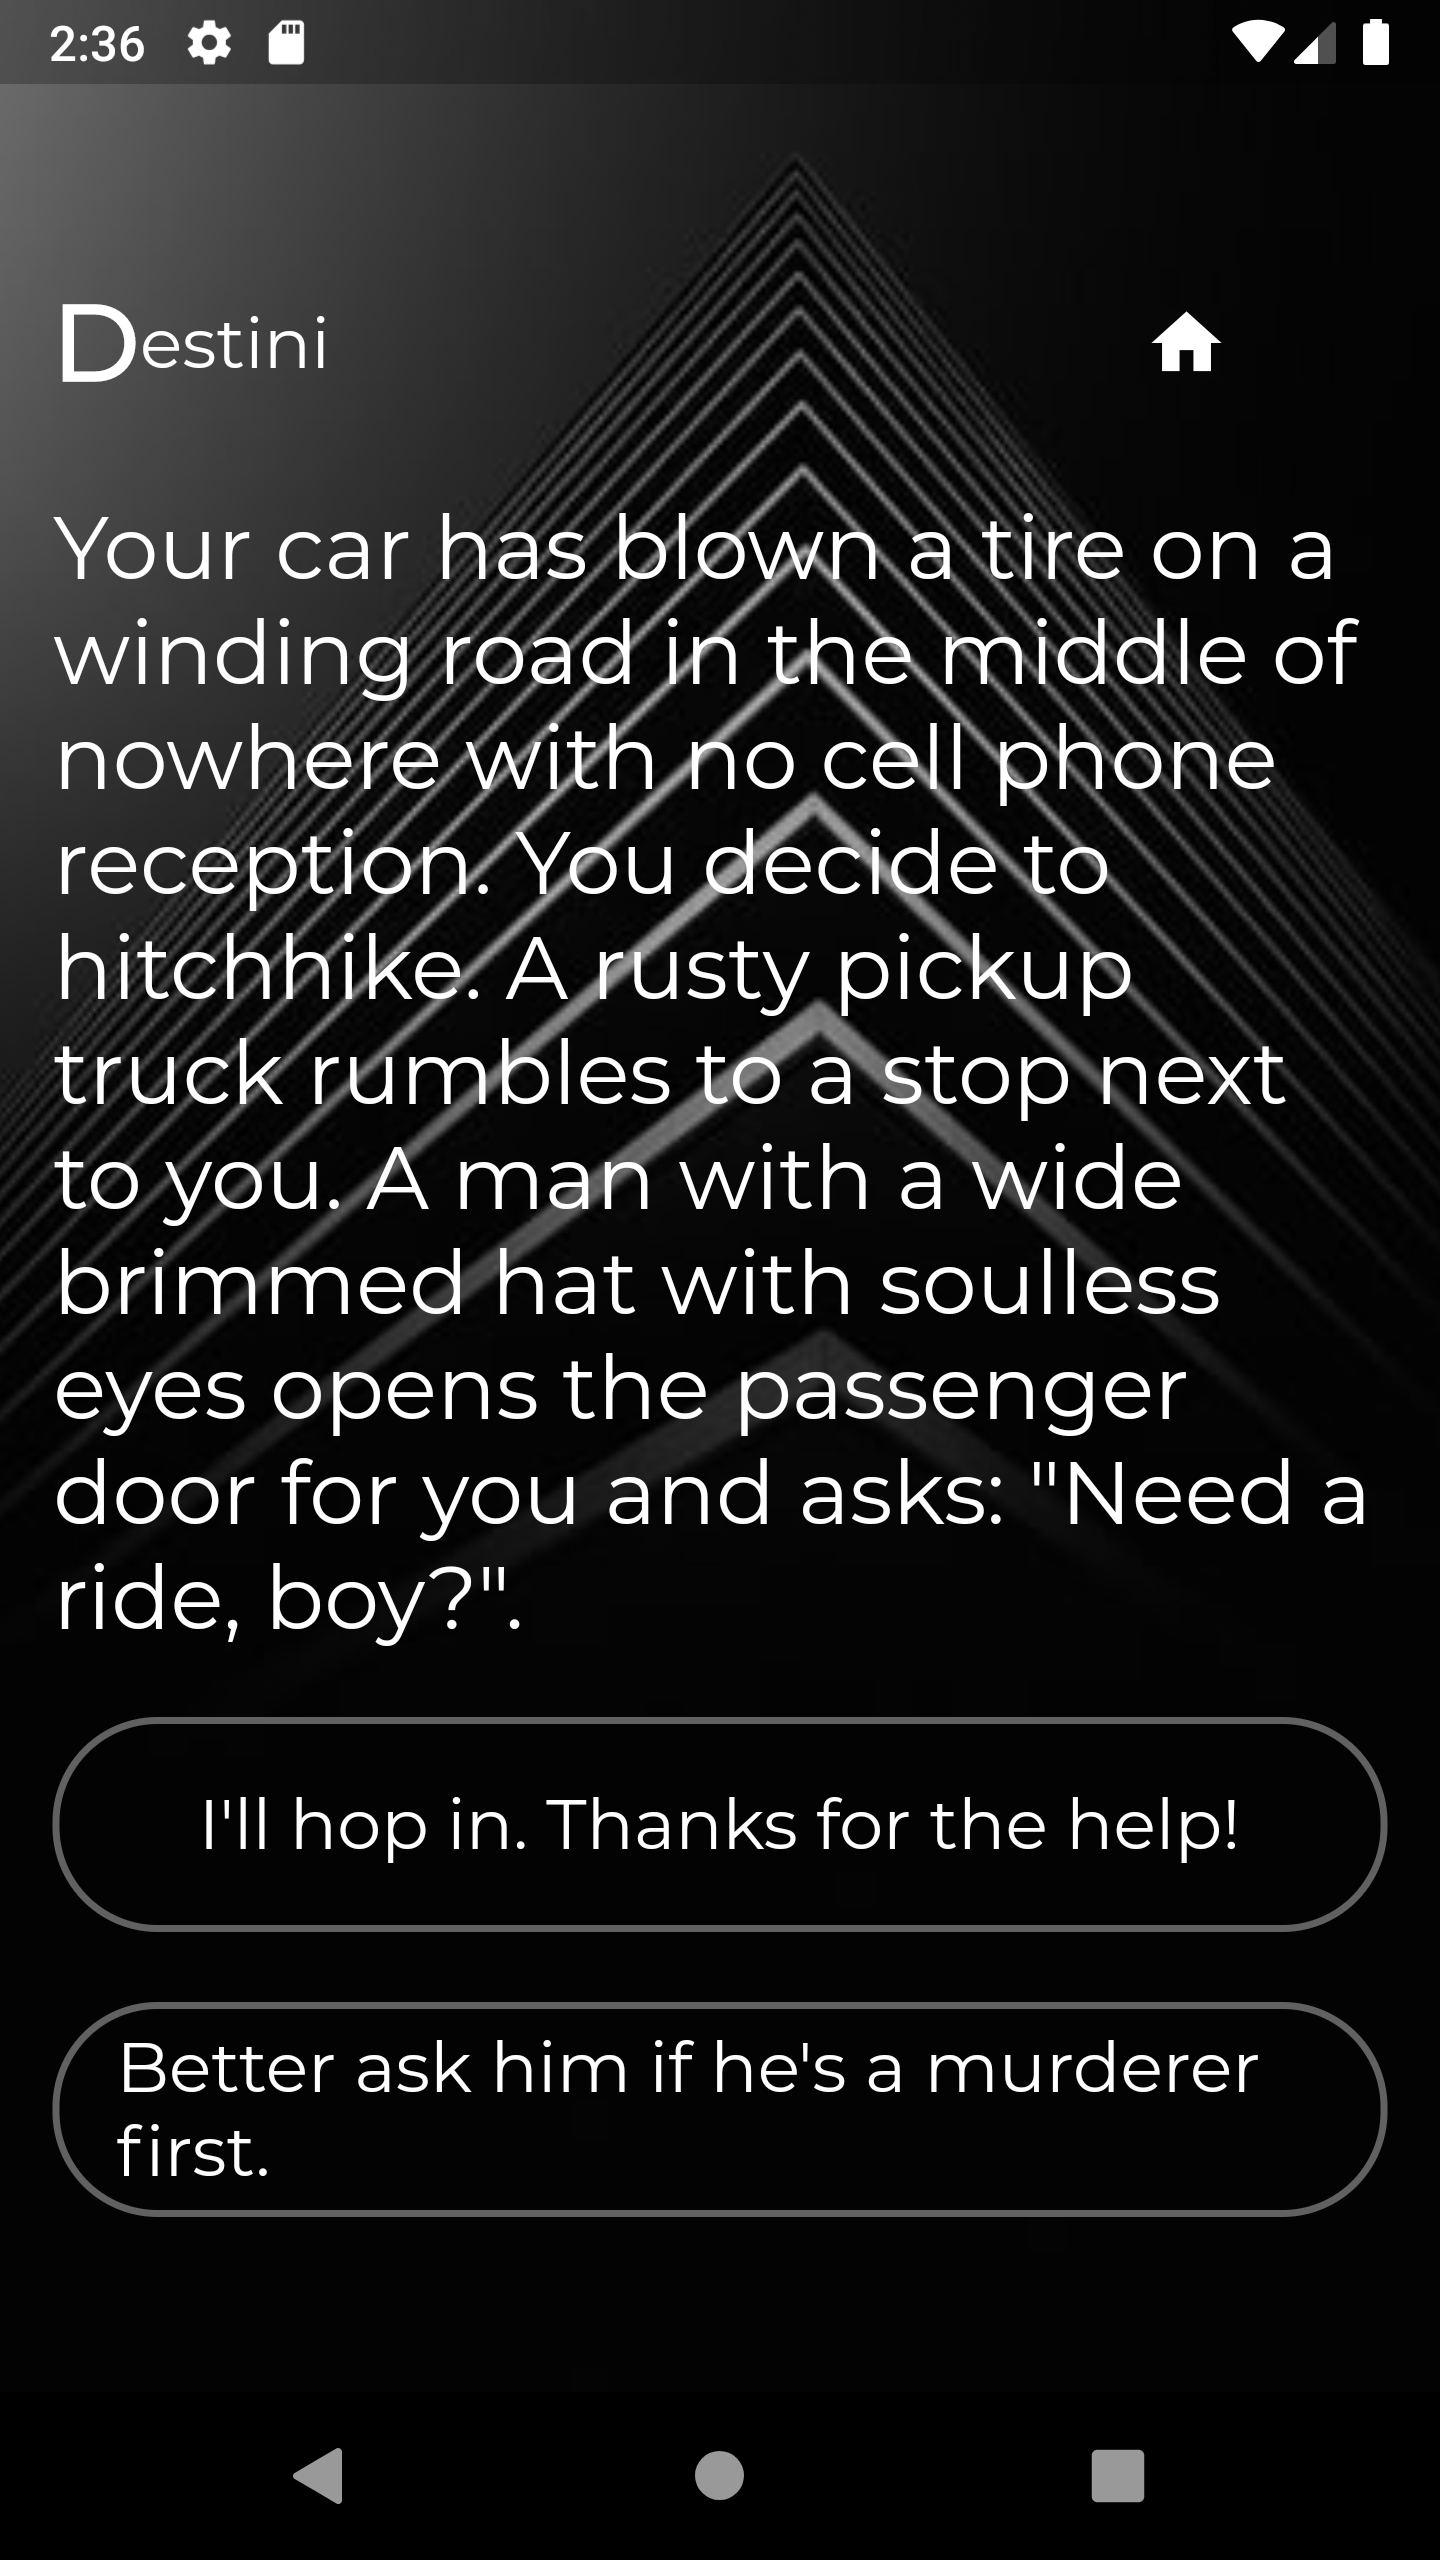 2:36
Destini
Your car has blown a tire on a
winding road in the middle of
nowhere with no cell phone
reception. You decide to
hitchhike. A rusty pickup
truck rumbles to a stop next
to you. A man with a wide
brimmed hat with soulless
eyes opens the passenger
door for you and asks: "Need a
ride, boy?".
I'll hop in. Thanks for the help!
Better ask him if he's a murderer
first.